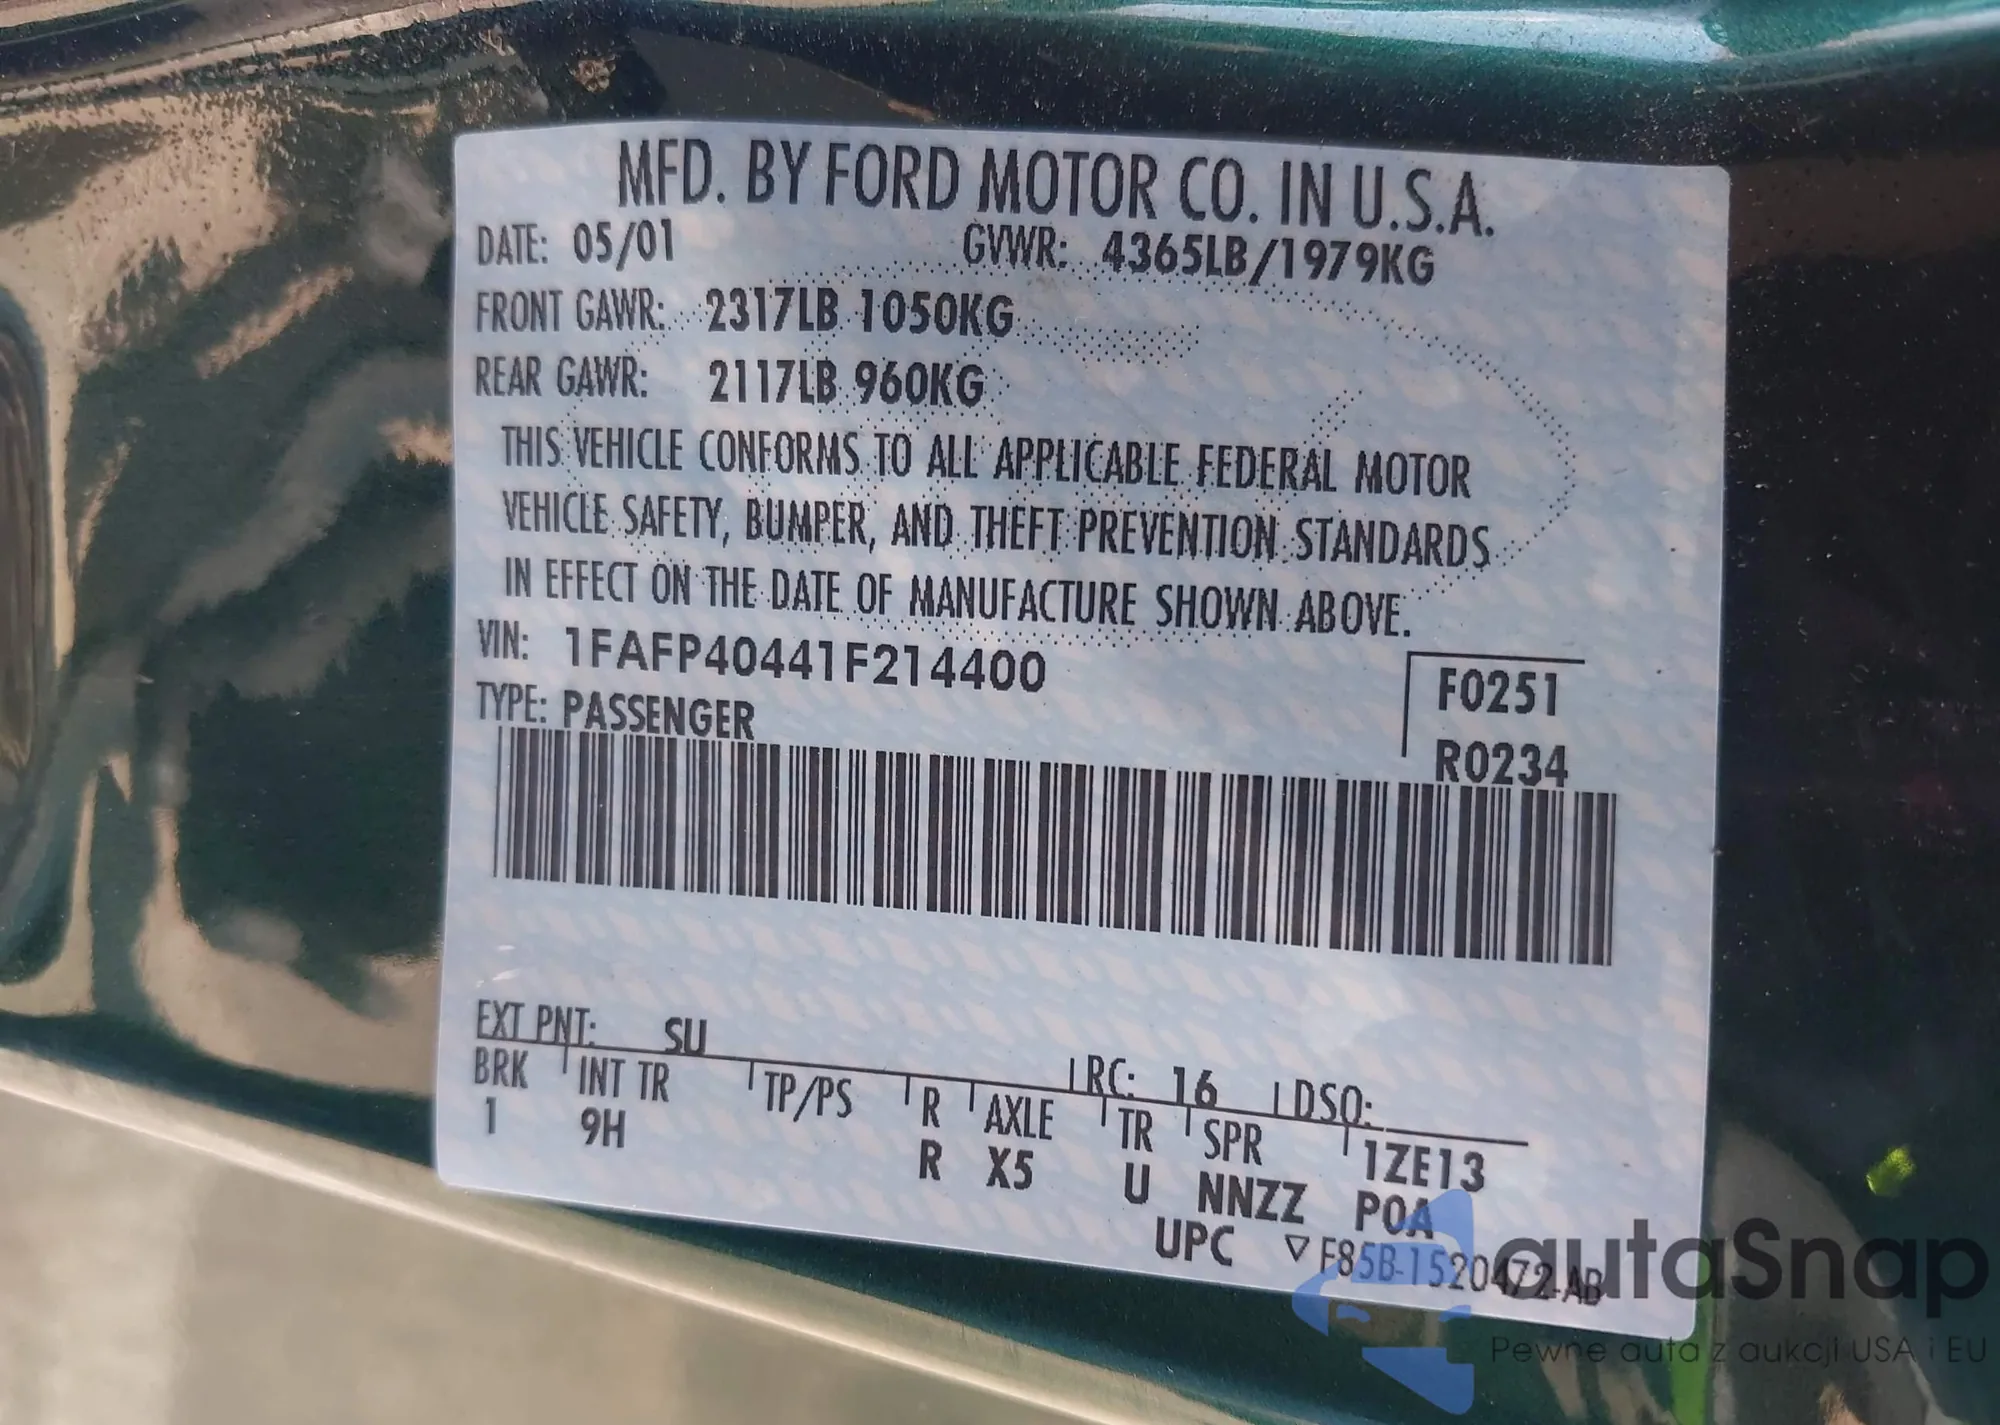 MFD. BY FORD MOTOR CO. IN U.S.A.
DATE: 05/01 GVWR: 4365LB/1979KG
FRONT GAWR: 2317LB 1050KG
REAR GAWR: 2117LB 960KG
THIS VEHICLE CONFORMS TO ALL APPLICABLE FEDERAL MOTOR
VEHICLE SAFETY, BUMPER, AND THEFT PREVENTION STANDARDS
IN EFFECT ON THE DATE OF MANUFACTURE SHOWN ABOVE.
VIN: 1FAFP40441F214400
TYPE: PASSENGER
F0251
R0234
EXT PNT: SU RC: 16 DSO:
BRK INT TR TP/PS R AXLE TR SPR 1ZE13
1 9H R X5 U NNZZ P0A
UPC ▽F85B-1520472-AB
autaSnap
Pewne auta z aukcji USA i EU